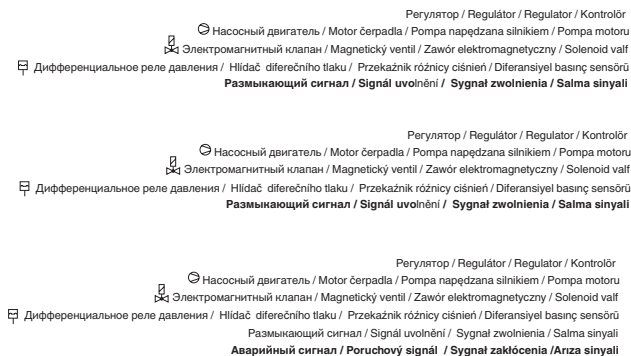 Регулятор / Regulátor / Regulator / Kontrolör
Насосный двигатель / Motor čerpadla / Pompa napędzana silnikiem / Pompa motoru
Электромагнитный клапан / Magnetický ventil / Zawór elektromagnetyczny / Solenoid valf
Дифференциальное реле давления / Hlídač diferečního tlaku / Przekaźnik różnicy ciśnień / Diferansiyel basınç sensörü
Размыкающий сигнал / Signál uvolnění / Sygnał zwolnienia / Salma sinyali
Регулятор / Regulátor / Regulator / Kontrolör
Насосный двигатель / Motor čerpadla / Pompa napędzana silnikiem / Pompa motoru
Электромагнитный клапан / Magnetický ventil / Zawór elektromagnetyczny / Solenoid valf
Дифференциальное реле давления / Hlídač diferečního tlaku / Przekaźnik różnicy ciśnień / Diferansiyel basınç sensörü
Размыкающий сигнал / Signál uvolnění / Sygnał zwolnienia / Salma sinyali
Регулятор / Regulátor / Regulator / Kontrolör
Насосный двигатель / Motor čerpadla / Pompa napędzana silnikiem / Pompa motoru
Электромагнитный клапан / Magnetický ventil / Zawór elektromagnetyczny / Solenoid valf
Дифференциальное реле давления / Hlídač diferečního tlaku / Przekaźnik różnicy ciśnień / Diferansiyel basınç sensörü
Размыкающий сигнал / Signál uvolnění / Sygnał zwolnienia / Salma sinyali
Аварийный сигнал / Poruchový signál / Sygnał zakłócenia /Arıza sinyali